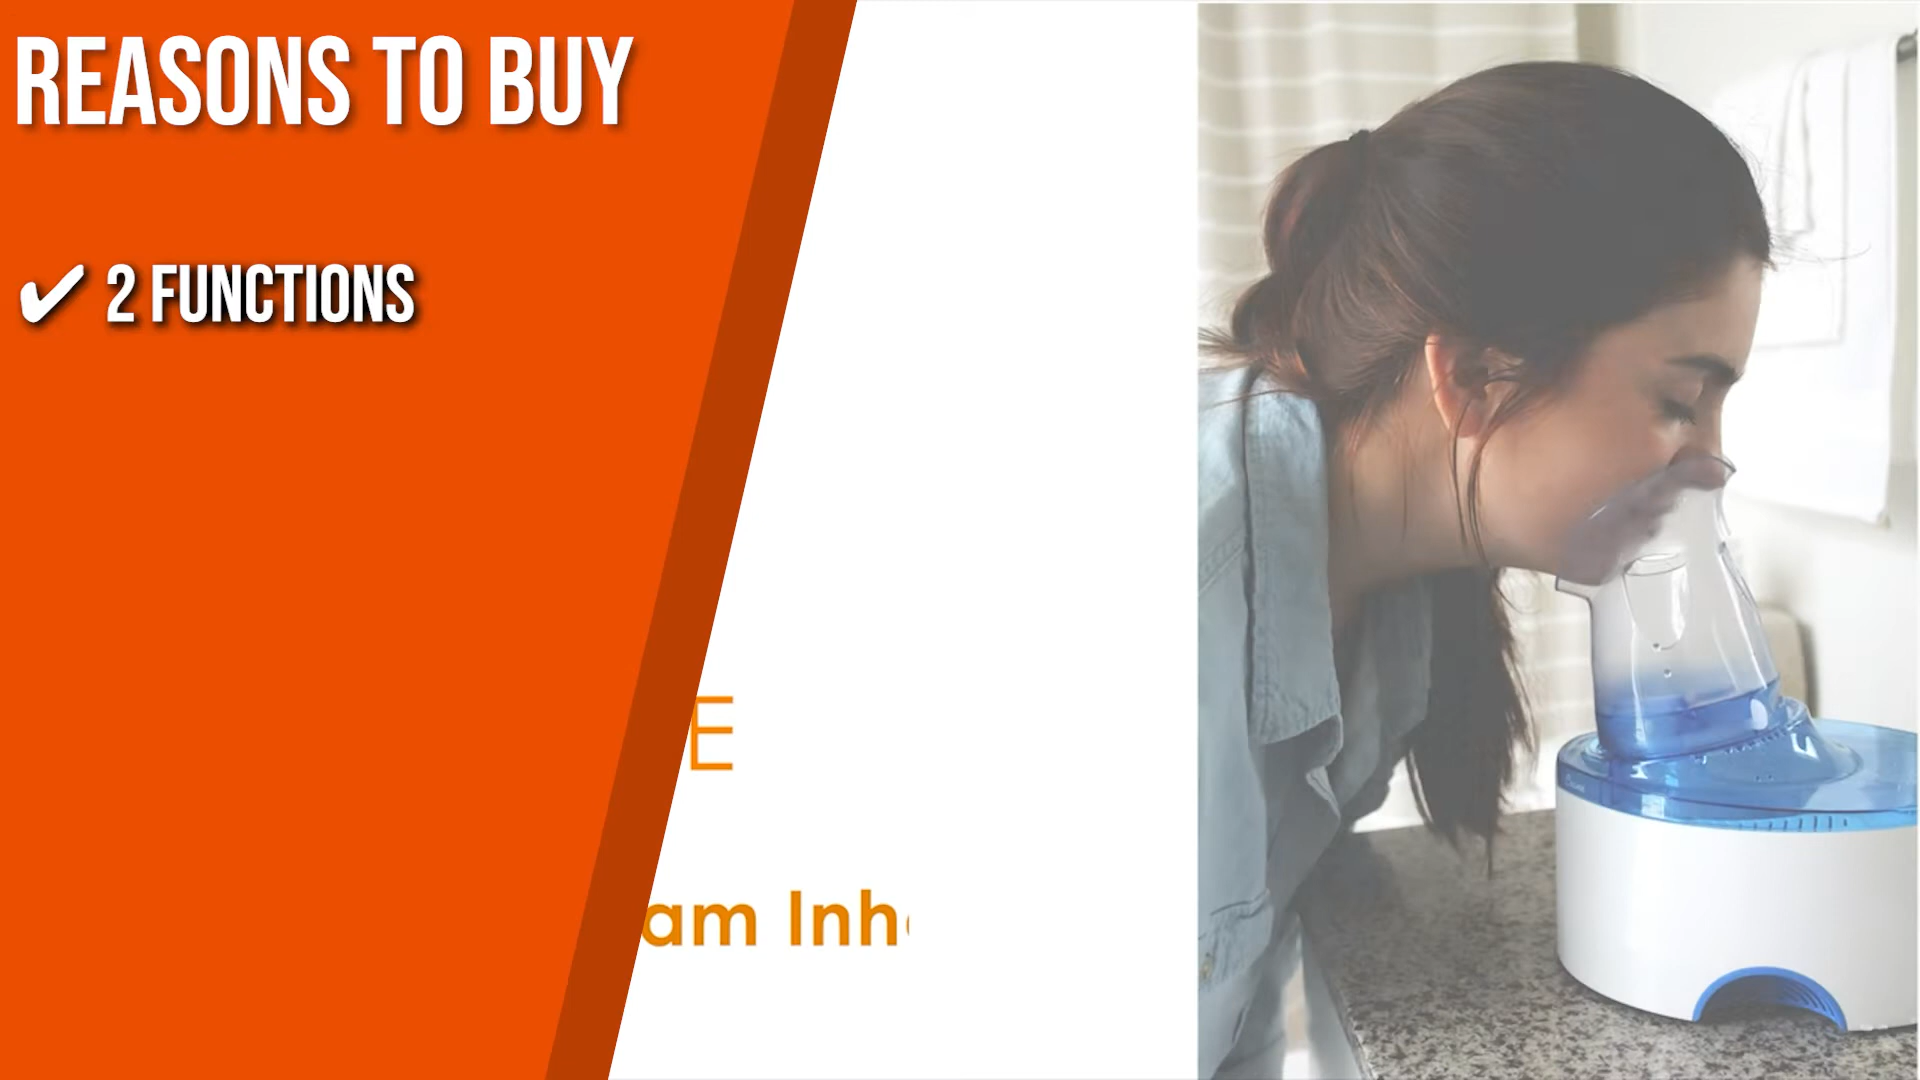 REASONS TO BUY
✔ 2 FUNCTIONS
E
am Inh